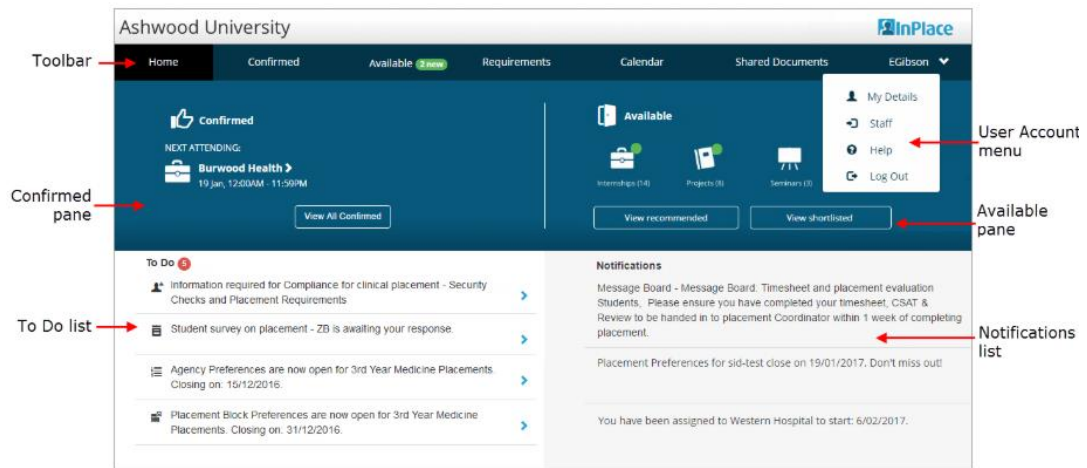 Ashwood University
InPlace
Toolbar
Home
Confirmed
Available 2 new
Requirements
Calendar
Shared Documents
EGibson
Confirmed
NEXT ATTENDING:
Burwood Health
19 Jan, 12:00AM - 11:59PM
View All Confirmed
Available
Internships (14)
Projects (8)
Seminars (3)
View recommended
View shortlisted
My Details
Staff
Help
Log Out
User Account
menu
Confirmed
pane
Available
pane
To Do 5
Information required for Compliance for clinical placement - Security
Checks and Placement Requirements
Student survey on placement - ZB is awaiting your response.
Agency Preferences are now open for 3rd Year Medicine Placements
Closing on: 15/12/2016.
Placement Block Preferences are now open for 3rd Year Medicine
Placements. Closing on: 31/12/2016.
To Do list
Notifications
Message Board - Message Board: Timesheet and placement evaluation
Students, Please ensure you have completed your timesheet, CSAT &
Review to be handed in to placement Coordinator within 1 week of completing
placement.
Placement Preferences for sid-test close on 19/01/2017. Don't miss out!
You have been assigned to Western Hospital to start: 6/02/2017.
Notifications
list